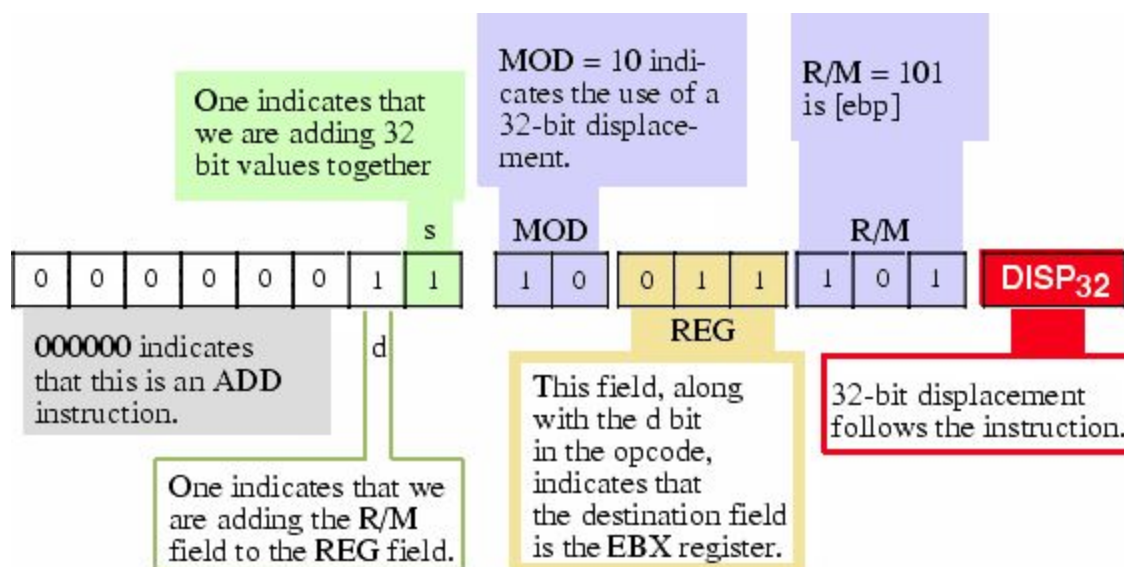 One indicates that
we are adding 32
bit values together
MOD = 10 indi-
cates the use of a
32-bit displace-
ment.
R/M = 101
is [ebp]
s
MOD
R/M
0 0 0 0 0 0 1 1
1 0
0 1 1
1 0 1
DISP32
000000 indicates
that this is an ADD
instruction.
d
REG
One indicates that we
are adding the R/M
field to the REG field.
This field, along
with the d bit
in the opcode,
indicates that
the destination field
is the EBX register.
32-bit displacement
follows the instruction.